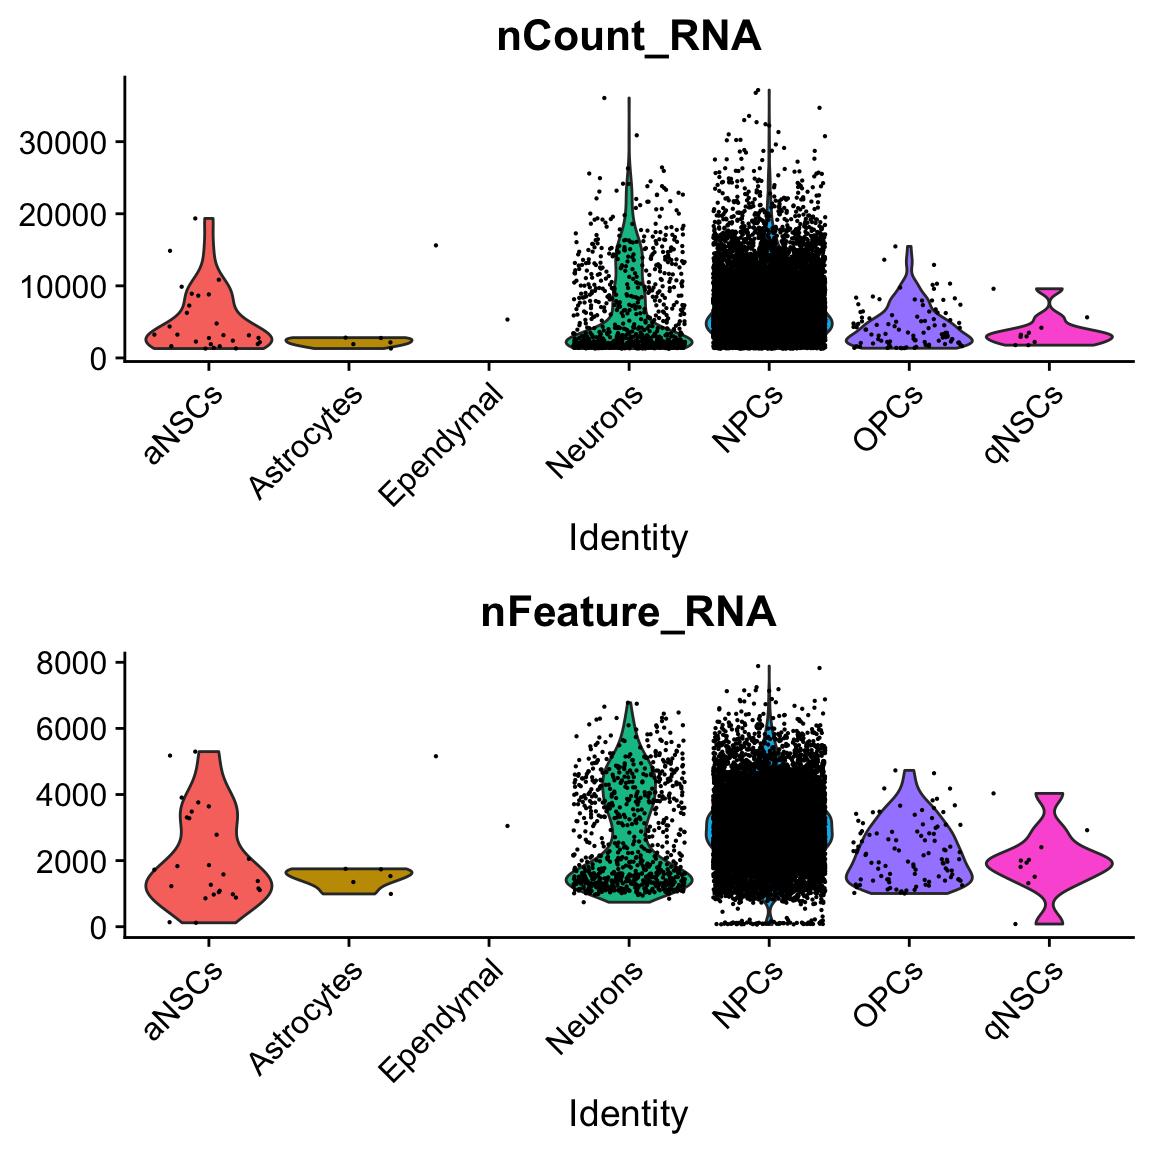 nCount_RNA
30000
20000
10000
0
aNSCs
Astrocytes
Ependymal
Neurons
NPCs
OPCs
qNSCs
Identity
nFeature_RNA
8000
6000
4000
2000
0
aNSCs
Astrocytes
Ependymal
Neurons
NPCs
OPCs
qNSCs
Identity